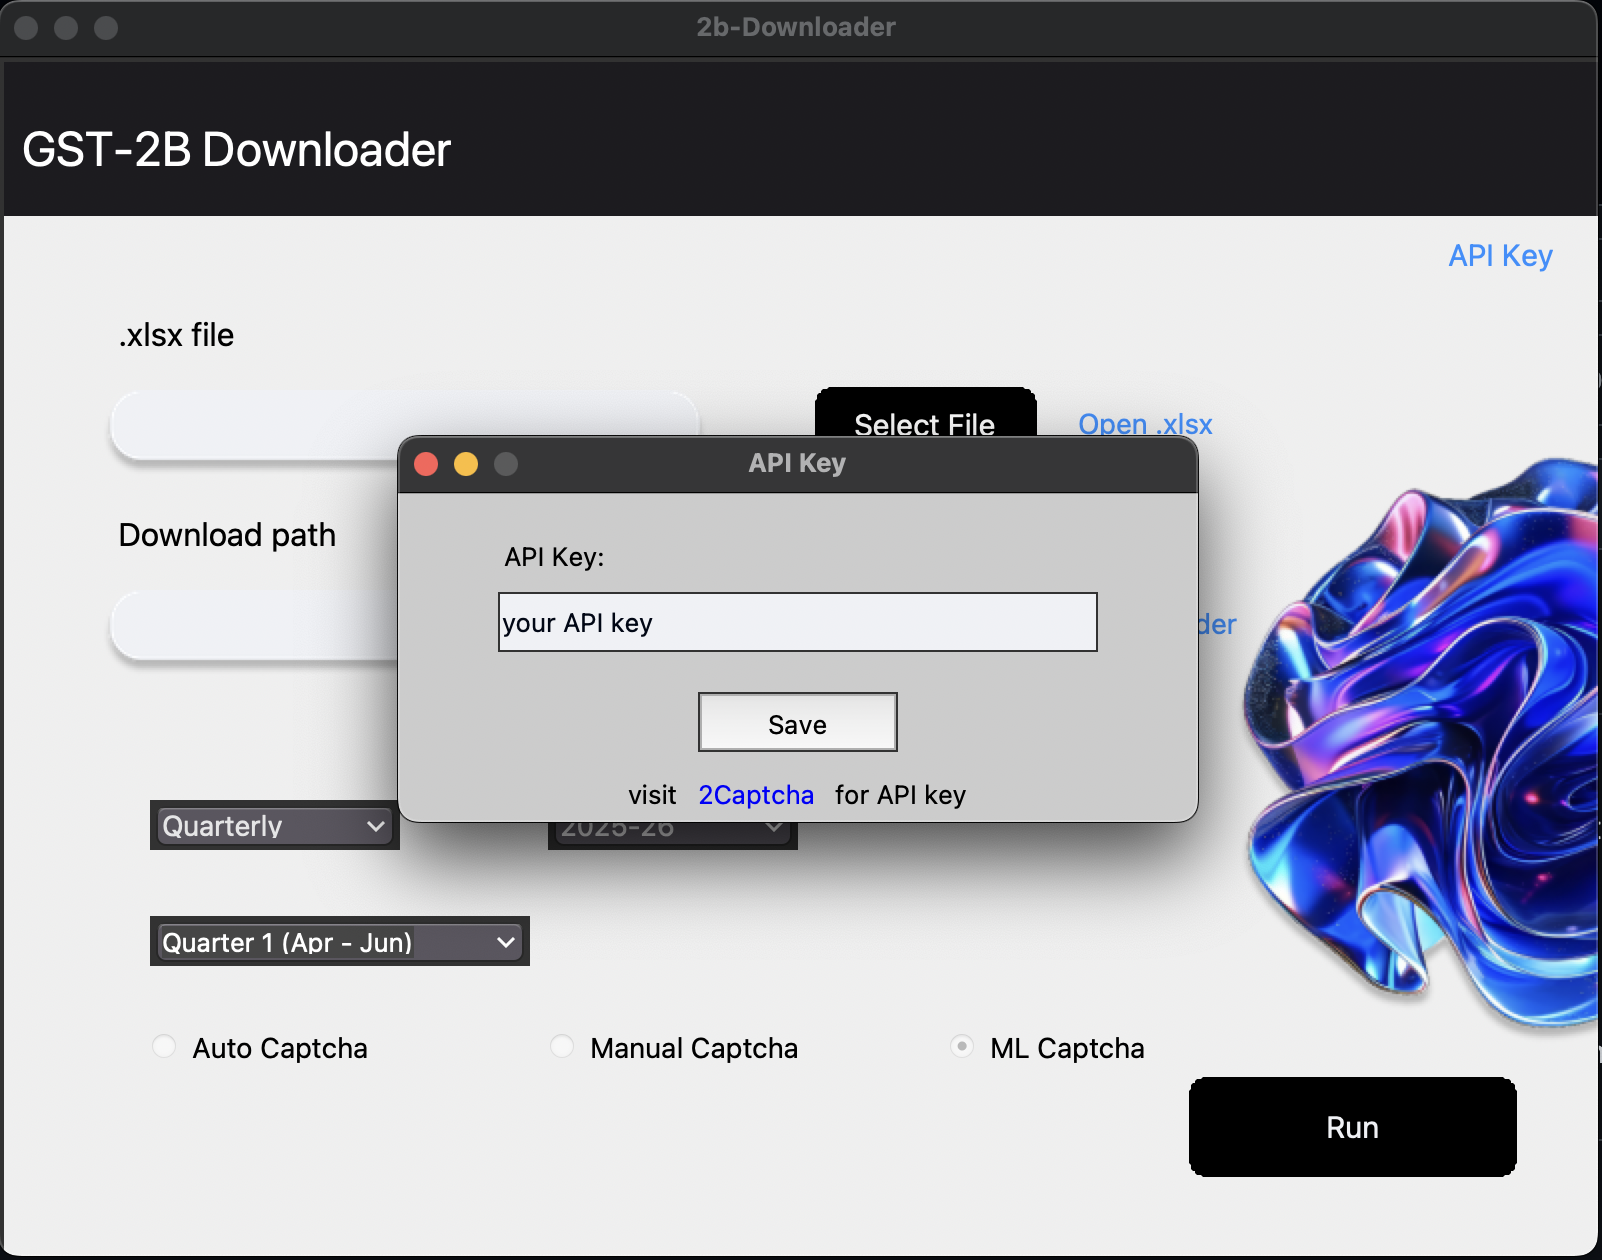 2b-Downloader
GST-2B Downloader
API Key
.xlsx file
Select File
Open .xlsx
Download path
API Key
API Key:
your API key
Save
visit 2Captcha for API key
Quarterly
2025-26
Quarter 1 (Apr - Jun)
Auto Captcha
Manual Captcha
ML Captcha
Run